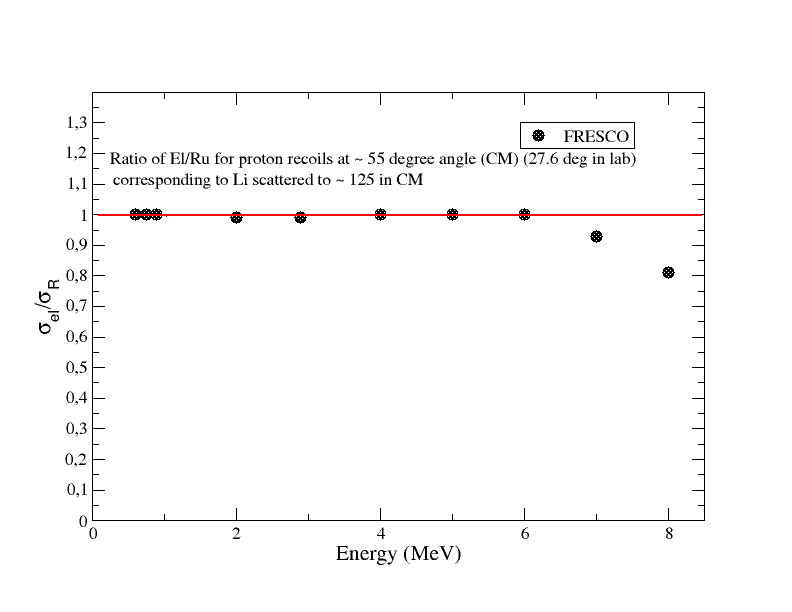 FRESCO
Ratio of El/Ru for proton recoils at ~ 55 degree angle (CM) (27.6 deg in lab)
corresponding to Li scattered to ~ 125 in CM
1,3
1,2
1,1
1
0,9
0,8
0,7
0,6
0,5
0,4
0,3
0,2
0,1
0
σel/σR
0 2 4 6 8
Energy (MeV)